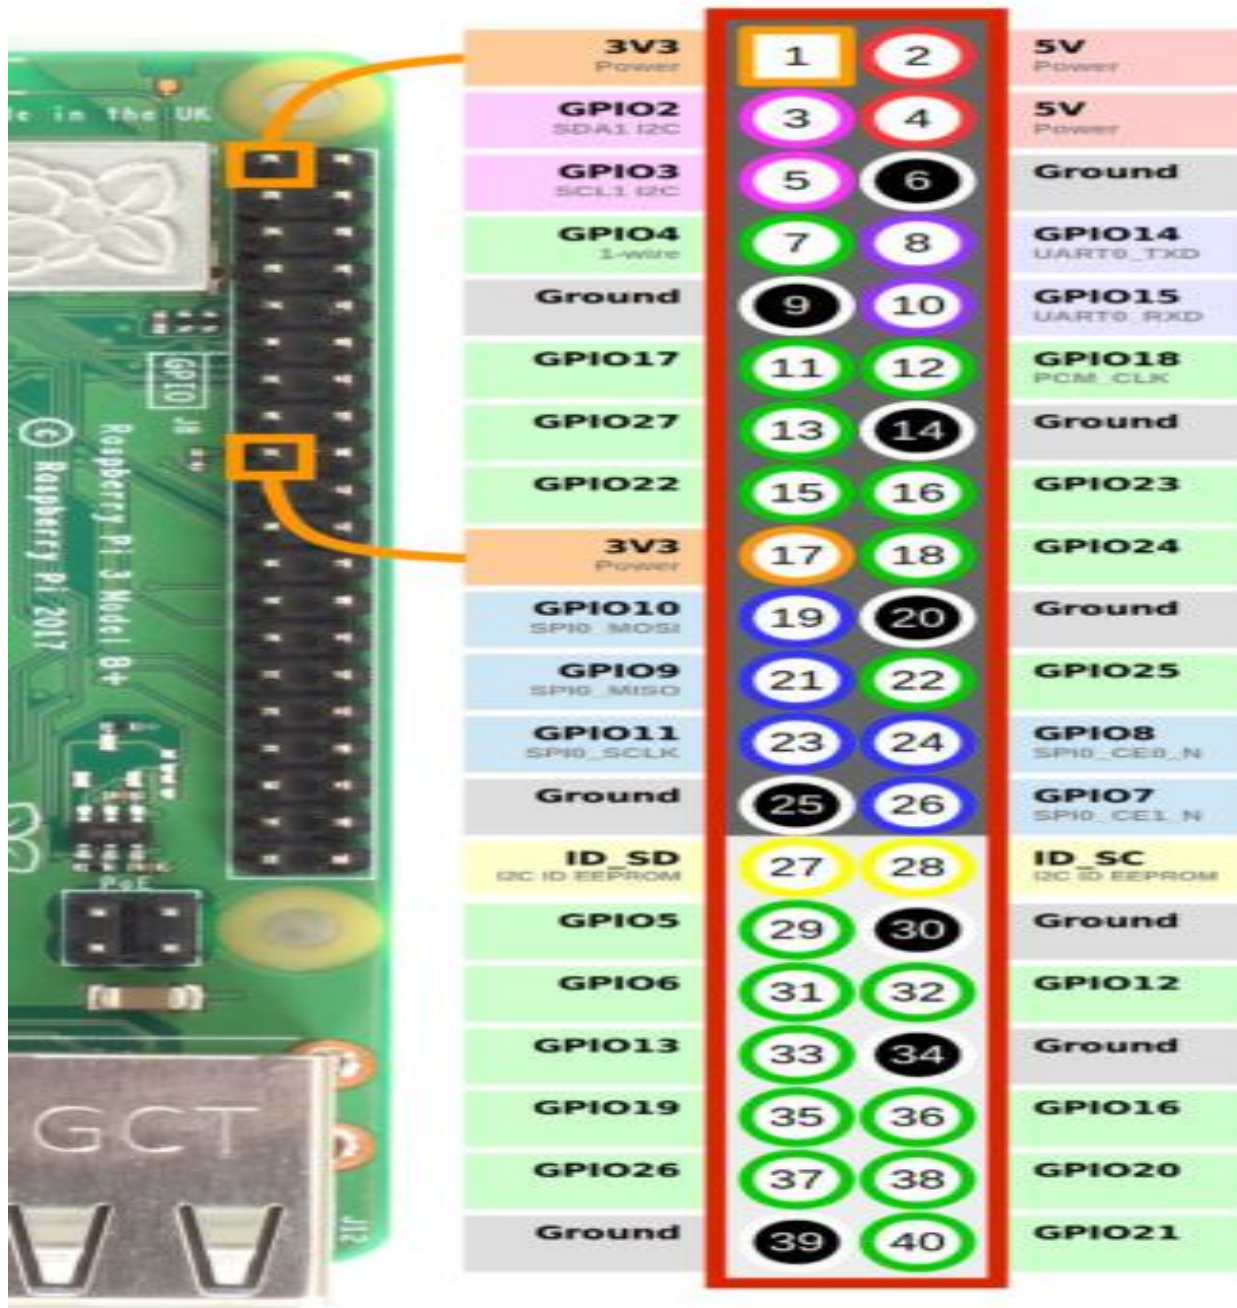 3V3 1 2 5V
Power Power
GPIO2 3 4 5V
SDA1 I2C Power
GPIO3 5 6 Ground
SCL1 I2C
GPIO4 7 8 GPIO14
1-wire UART0_TXD
Ground 9 10 GPIO15
UART0_RXD
GPIO17 11 12 GPIO18
PCM_CLK
GPIO27 13 14 Ground
GPIO22 15 16 GPIO23
3V3 17 18 GPIO24
Power
GPIO10 19 20 Ground
SPI0_MOSI
GPIO9 21 22 GPIO25
SPI0_MISO
GPIO11 23 24 GPIO8
SPI0_SCLK SPI0_CE0_N
Ground 25 26 GPIO7
SPI0_CE1_N
ID_SD 27 28 ID_SC
I2C ID EEPROM I2C ID EEPROM
GPIO5 29 30 Ground
GPIO6 31 32 GPIO12
GPIO13 33 34 Ground
GPIO19 35 36 GPIO16
GPIO26 37 38 GPIO20
Ground 39 40 GPIO21
in the UK
GPIO
J8
Raspberry Pi 3 Model B+
© Raspberry Pi 2017
PoE
GCT
J12